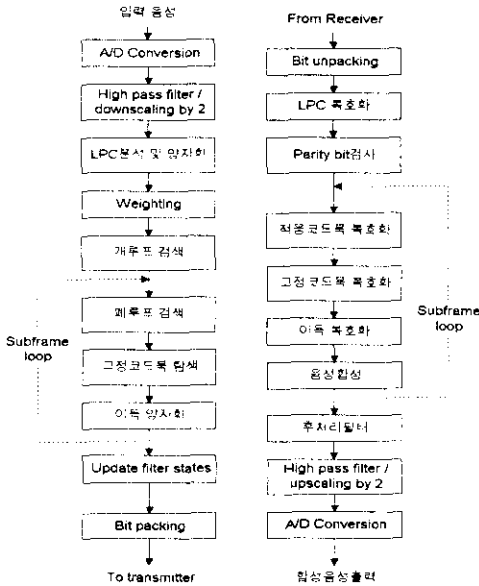 입력 음성
A/D Conversion
High pass filter /
downscaling by 2
LPC분석 및 양자화
Weighting
개루프 검색
폐루프 검색
Subframe
loop
고정코드북 탐색
이득 양자화
Update filter states
Bit packing
To transmitter
From Receiver
Bit unpacking
LPC 복호화
Parity bit검사
적응코드북 복호화
고정코드북 복호화
Subframe
loop
이득 복호화
음성합성
후처리필터
High pass filter /
upscaling by 2
A/D Conversion
합성음성출력